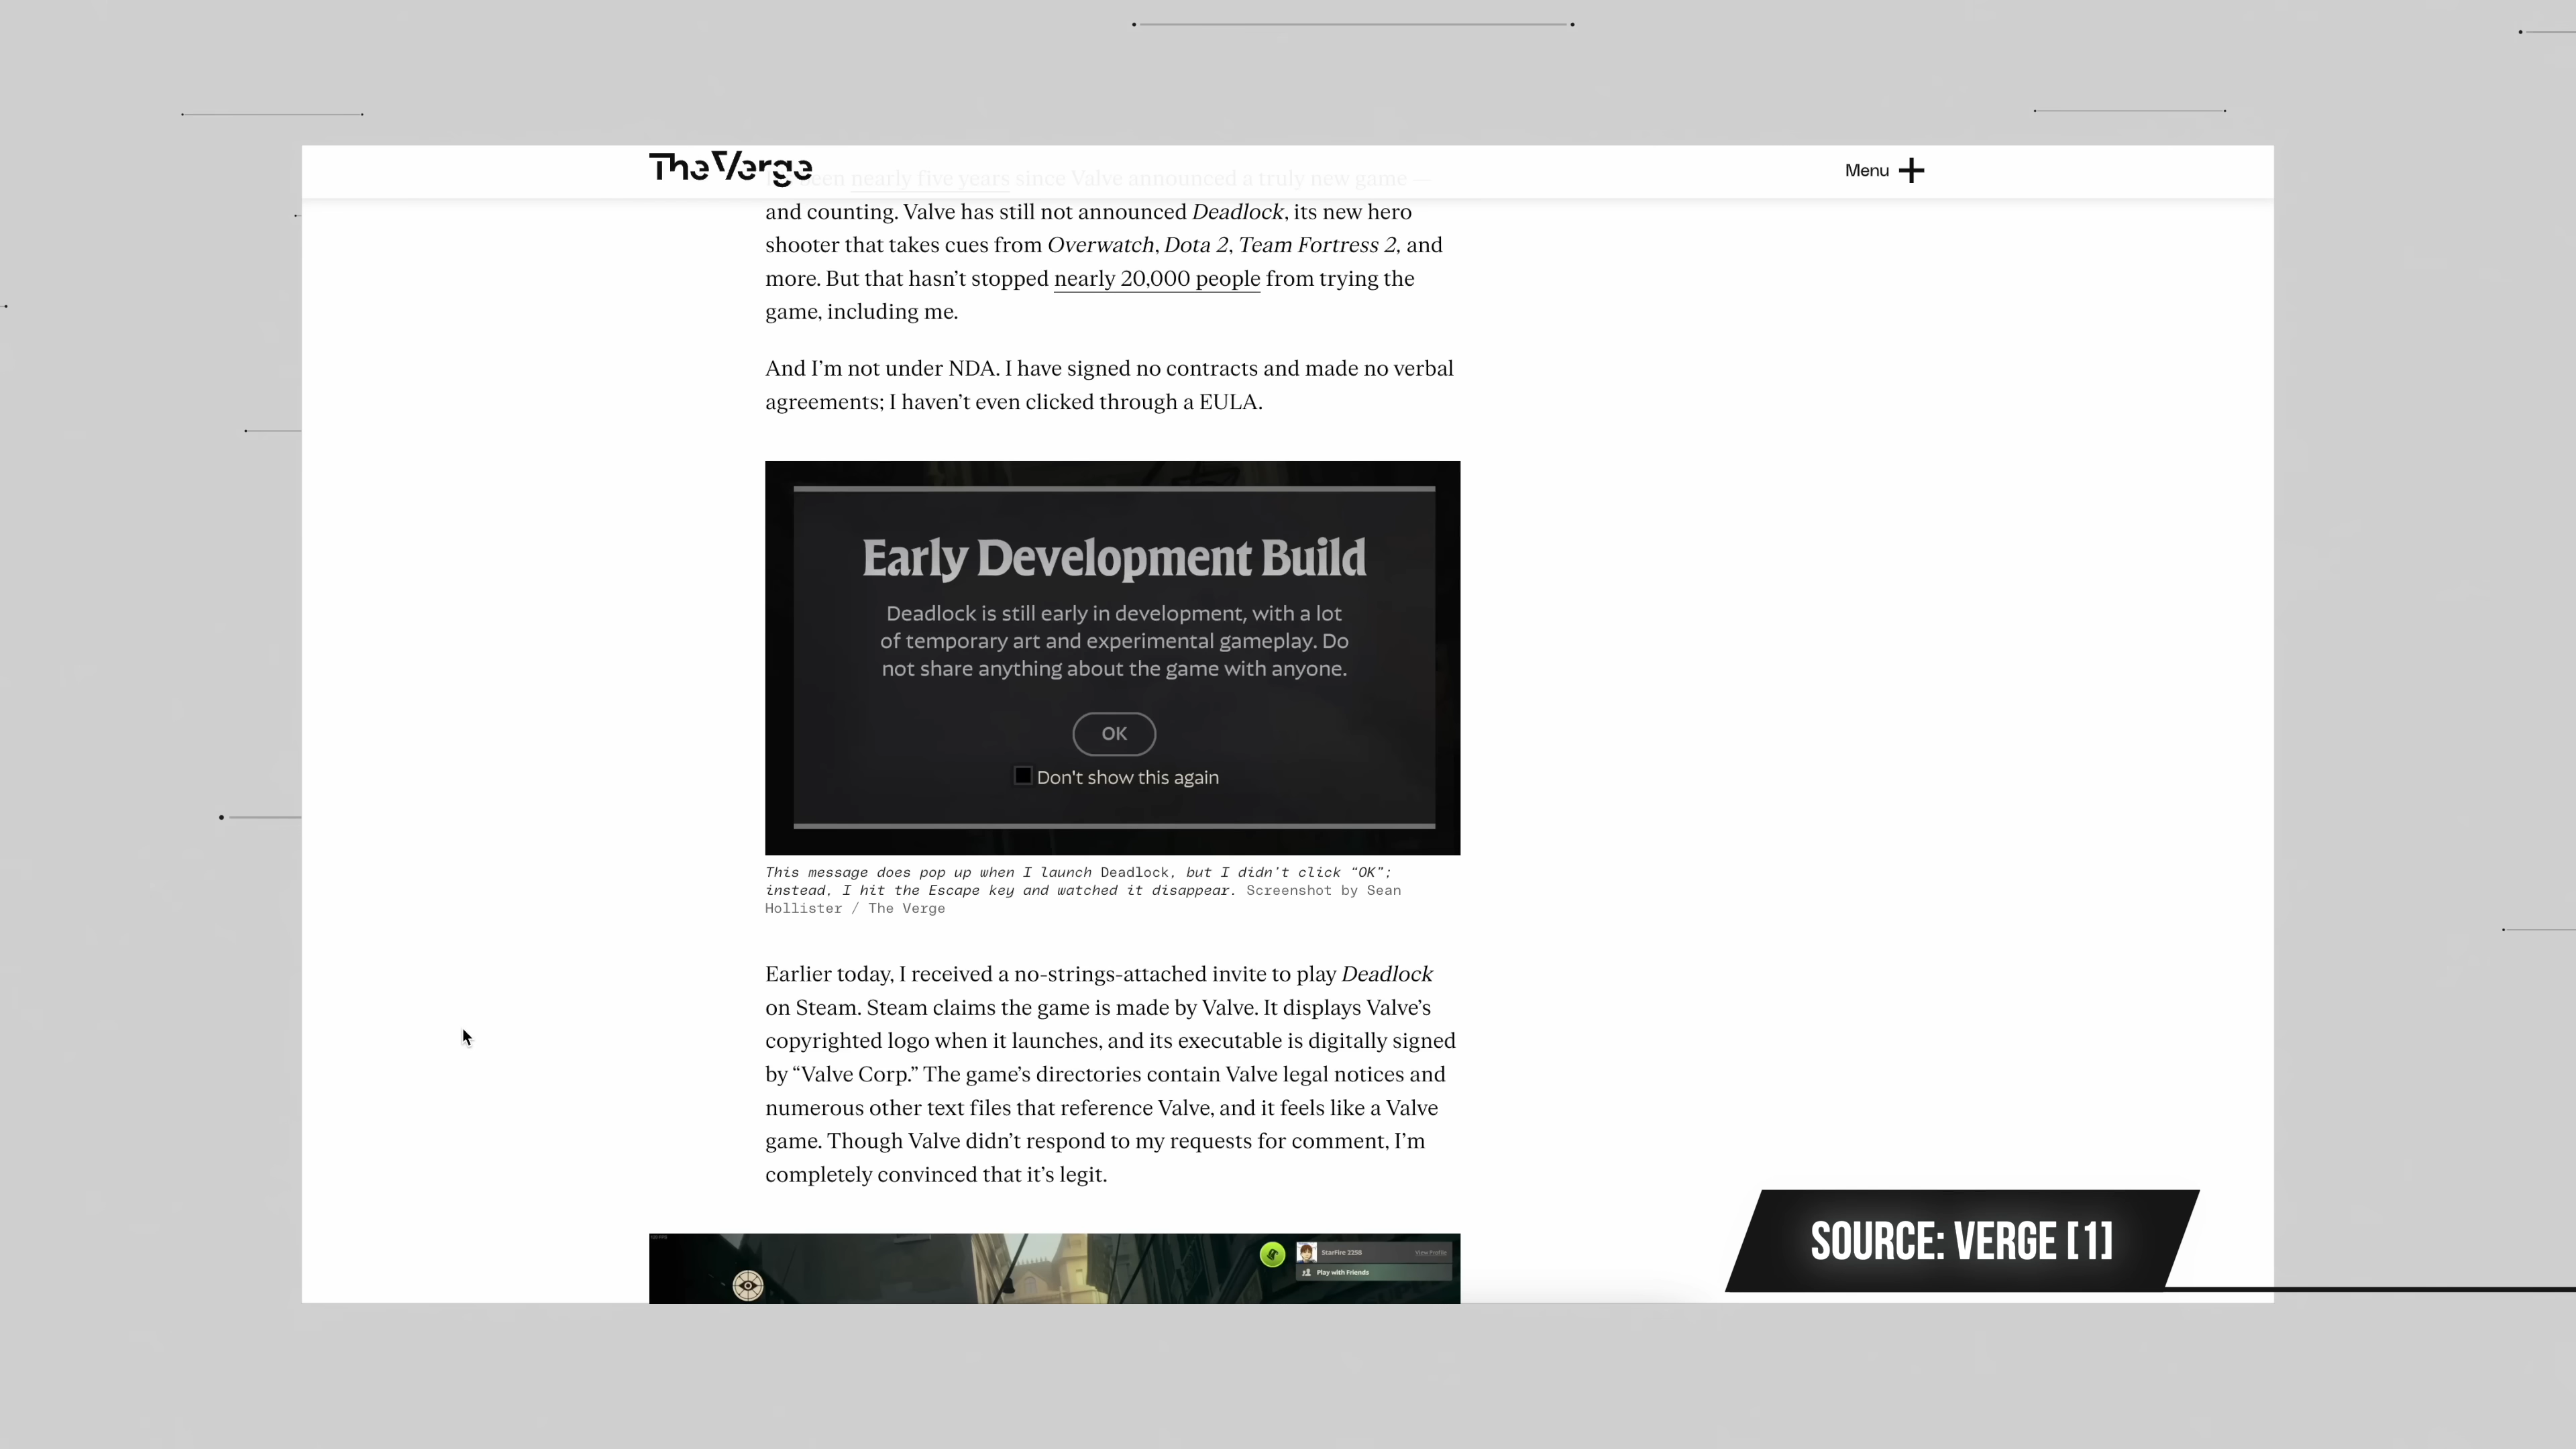 The Verge
Menu
been nearly five years since Valve announced a truly new game —
and counting. Valve has still not announced Deadlock, its new hero
shooter that takes cues from Overwatch, Dota 2, Team Fortress 2, and
more. But that hasn’t stopped nearly 20,000 people from trying the
game, including me.
And I’m not under NDA. I have signed no contracts and made no verbal
agreements; I haven’t even clicked through a EULA.
Early Development Build
Deadlock is still early in development, with a lot
of temporary art and experimental gameplay. Do
not share anything about the game with anyone.
OK
Don't show this again
This message does pop up when I launch Deadlock, but I didn’t click “OK”;
instead, I hit the Escape key and watched it disappear. Screenshot by Sean
Hollister / The Verge
Earlier today, I received a no-strings-attached invite to play Deadlock
on Steam. Steam claims the game is made by Valve. It displays Valve’s
copyrighted logo when it launches, and its executable is digitally signed
by “Valve Corp.” The game’s directories contain Valve legal notices and
numerous other text files that reference Valve, and it feels like a Valve
game. Though Valve didn’t respond to my requests for comment, I’m
completely convinced that it’s legit.
StarFire 2258
View Profile
Play with Friends
SOURCE: VERGE [1]